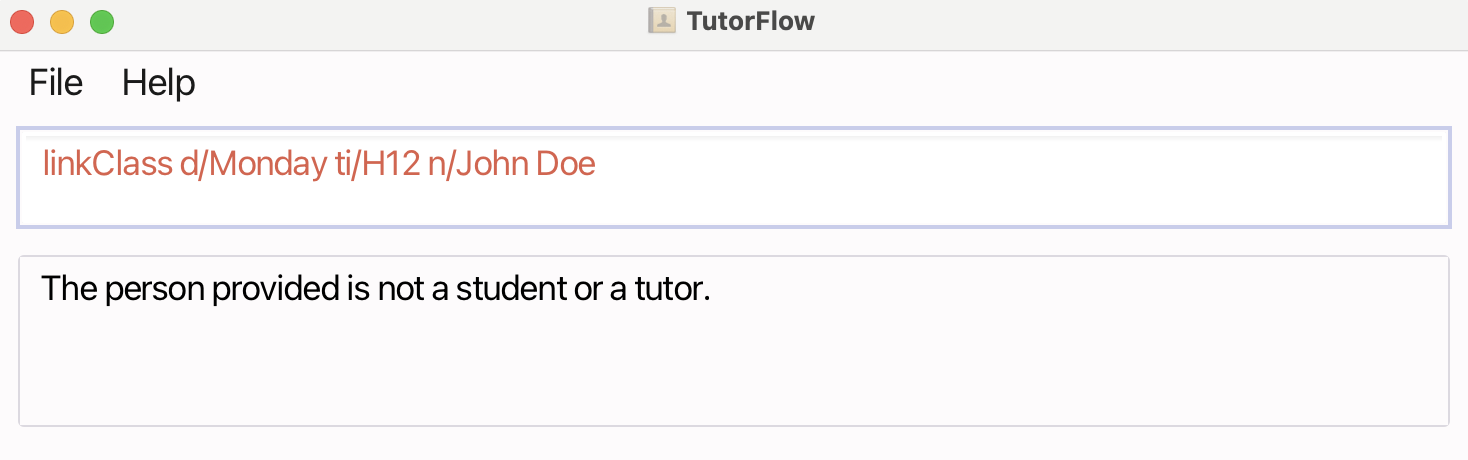 TutorFlow
File Help
linkClass d/Monday ti/H12 n/John Doe
The person provided is not a student or a tutor.